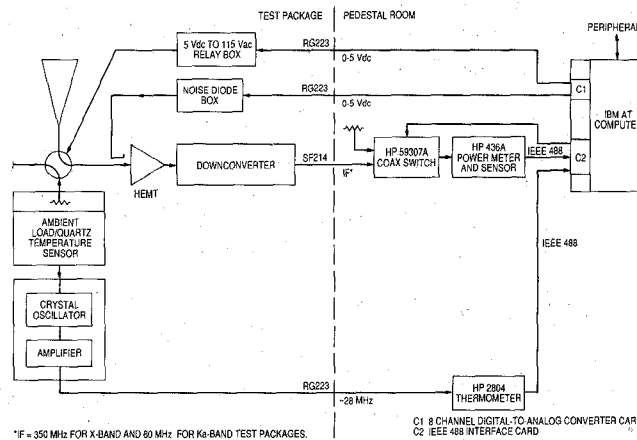 TEST PACKAGE
PEDESTAL ROOM
PERIPHERAL
5 Vdc TO 115 Vac
RELAY BOX
RG223
0-5 Vdc
C1
NOISE DIODE
BOX
RG223
0-5 Vdc
IBM AT
COMPUTE
HEMT
DOWNCONVERTER
SF214
IF*
HP 59307A
COAX SWITCH
HP 436A
POWER METER
AND SENSOR
IEEE 488
C2
AMBIENT
LOAD/QUARTZ
TEMPERATURE
SENSOR
IEEE 488
CRYSTAL
OSCILLATOR
AMPLIFIER
RG223
~28 MHz
HP 2804
THERMOMETER
*IF = 350 MHz FOR X-BAND AND 60 MHz FOR Ka-BAND TEST PACKAGES.
C1 8 CHANNEL DIGITAL-TO-ANALOG CONVERTER CAR
C2 IEEE 488 INTERFACE CARD